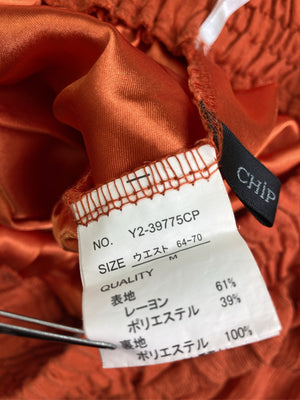 CHIP
NO. Y2-39775CP
SIZE ウエスト 64-70
M
QUALITY
表地 61%
レーヨン 39%
ポリエステル
裏地 100%
ポリエステル